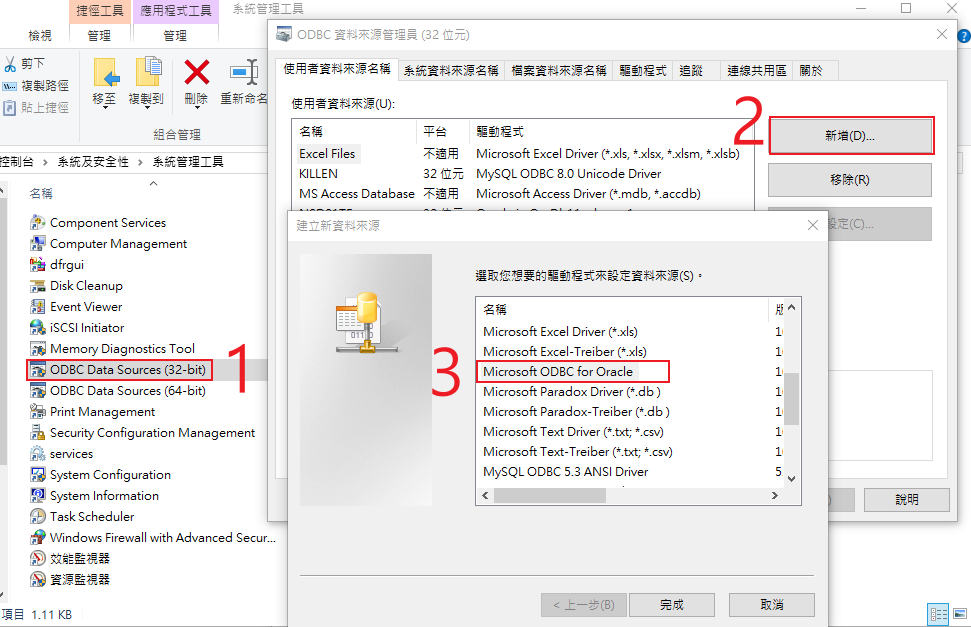 捷徑工具
應用程式工具
系統管理工具
檢視
管理
管理
剪下
複製路徑
貼上捷徑
移至
複製到
刪除
重新命名
組合管理
控制台 › 系統及安全性 › 系統管理工具
名稱
Component Services
Computer Management
dfrgui
Disk Cleanup
Event Viewer
iSCSI Initiator
Memory Diagnostics Tool
ODBC Data Sources (32-bit)
1
ODBC Data Sources (64-bit)
Print Management
Security Configuration Management
services
System Configuration
System Information
Task Scheduler
Windows Firewall with Advanced Secur...
效能監視器
資源監視器
項目 1.11 KB
ODBC 資料來源管理員 (32 位元)
使用者資料來源名稱 系統資料來源名稱 檔案資料來源名稱 驅動程式 追蹤 連線共用區 關於
使用者資料來源(U):
名稱 平台 驅動程式
Excel Files 不適用 Microsoft Excel Driver (*.xls, *.xlsx, *.xlsm, *.xlsb)
KILLEN 32 位元 MySQL ODBC 8.0 Unicode Driver
MS Access Database 不適用 Microsoft Access Driver (*.mdb, *.accdb)
2
新增(D)...
移除(R)
設定(C)...
說明
建立新資料來源
選取您想要的驅動程式來設定資料來源(S)。
名稱
Microsoft Excel Driver (*.xls)
Microsoft Excel-Treiber (*.xls)
3
Microsoft ODBC for Oracle
Microsoft Paradox Driver (*.db )
Microsoft Paradox-Treiber (*.db )
Microsoft Text Driver (*.txt; *.csv)
Microsoft Text-Treiber (*.txt; *.csv)
MySQL ODBC 5.3 ANSI Driver 5
< 上一步(B)
完成
取消